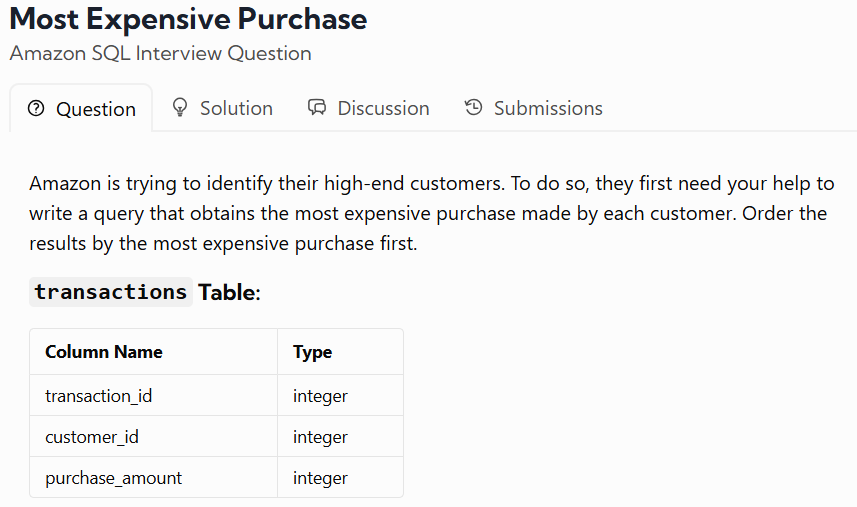 Most Expensive Purchase
Amazon SQL Interview Question
Question Solution Discussion Submissions
Amazon is trying to identify their high-end customers. To do so, they first need your help to
write a query that obtains the most expensive purchase made by each customer. Order the
results by the most expensive purchase first.
transactions Table:
Column Name Type
transaction_id integer
customer_id integer
purchase_amount integer